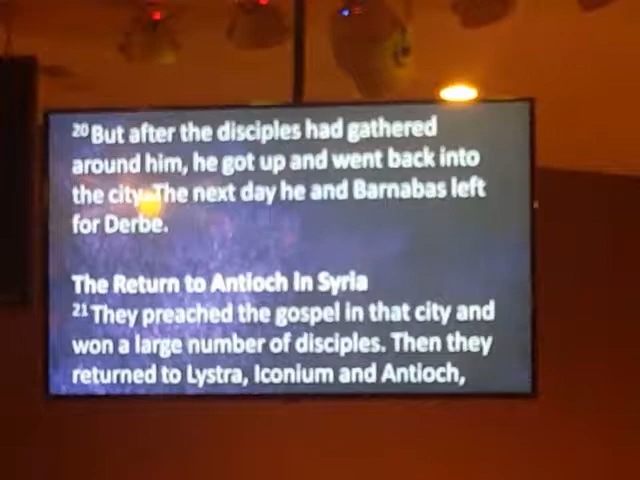 20 But after the disciples had gathered
around him, he got up and went back into
the city. The next day he and Barnabas left
for Derbe.
The Return to Antioch in Syria
21 They preached the gospel in that city and
won a large number of disciples. Then they
returned to Lystra, Iconium and Antioch,